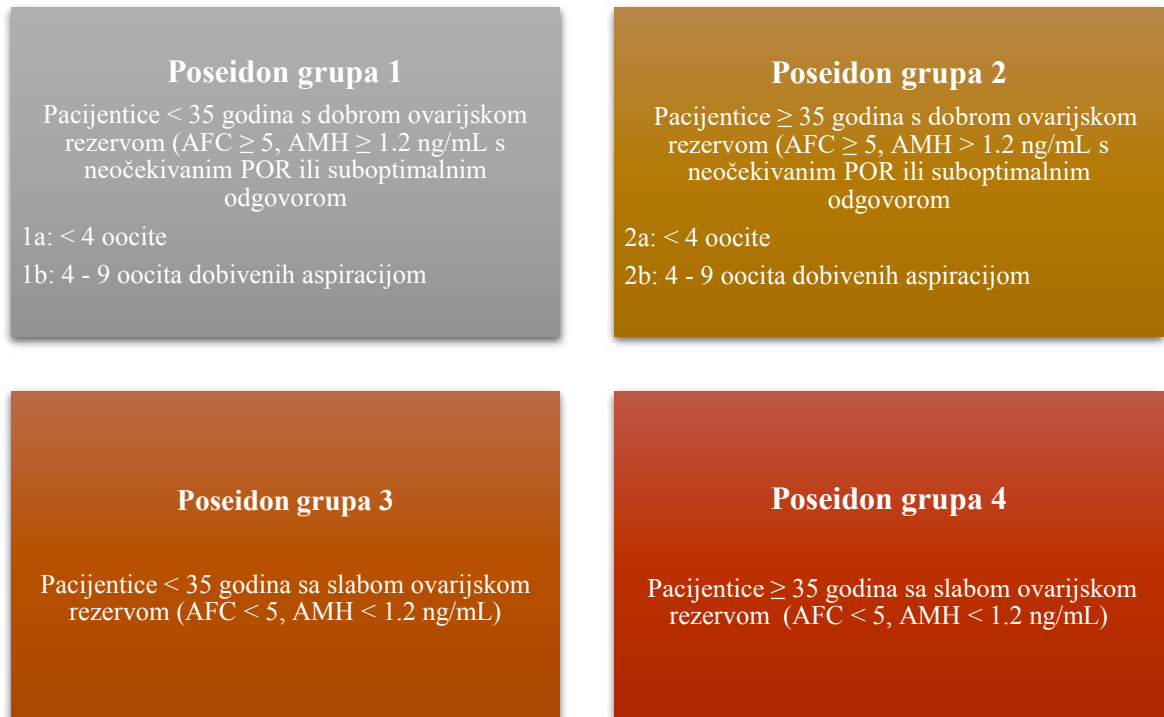 Poseidon grupa 1
Pacijentice < 35 godina s dobrom ovarijskom
rezervom (AFC ≥ 5, AMH ≥ 1.2 ng/mL s
neočekivanim POR ili suboptimalnim
odgovorom
1a: < 4 oocite
1b: 4 - 9 oocita dobivenih aspiracijom
Poseidon grupa 2
Pacijentice ≥ 35 godina s dobrom ovarijskom
rezervom (AFC ≥ 5, AMH > 1.2 ng/mL s
neočekivanim POR ili suboptimalnim
odgovorom
2a: < 4 oocite
2b: 4 - 9 oocita dobivenih aspiracijom
Poseidon grupa 3
Pacijentice < 35 godina sa slabom ovarijskom
rezervom (AFC < 5, AMH < 1.2 ng/mL)
Poseidon grupa 4
Pacijentice ≥ 35 godina sa slabom ovarijskom
rezervom (AFC < 5, AMH < 1.2 ng/mL)